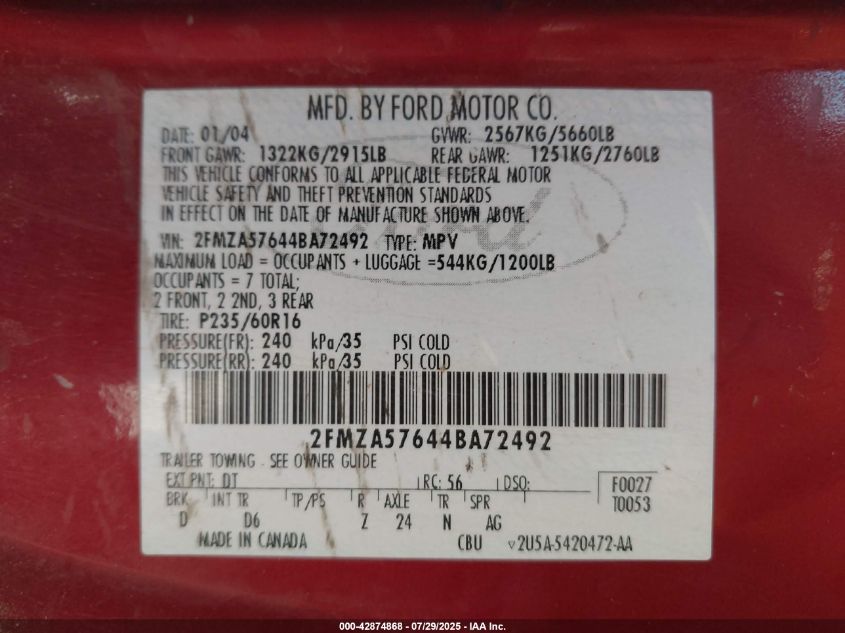 MFD. BY FORD MOTOR CO.
DATE: 01/04 GVWR: 2567KG/5660LB
FRONT GAWR: 1322KG/2915LB REAR GAWR: 1251KG/2760LB
THIS VEHICLE CONFORMS TO ALL APPLICABLE FEDERAL MOTOR
VEHICLE SAFETY AND THEFT PREVENTION STANDARDS
IN EFFECT ON THE DATE OF MANUFACTURE SHOWN ABOVE.
VIN: 2FMZA57644BA72492 TYPE: MPV
MAXIMUM LOAD = OCCUPANTS + LUGGAGE =544KG/1200LB
OCCUPANTS = 7 TOTAL;
2 FRONT, 2 2ND, 3 REAR
TIRE: P235/60R16
PRESSURE(FR): 240 kPa/35 PSI COLD
PRESSURE(RR): 240 kPa/35 PSI COLD
2FMZA57644BA72492
TRAILER TOWING - SEE OWNER GUIDE
EXT PNT: DT RC: 56 DSO: F0027
BRK INT TR TP/PS R AXLE TR SPR T0053
D D6 Z 24 N AG
MADE IN CANADA CBU 2U5A-5420472-AA
Ford
000-42874868 - 07/29/2025 - IAA Inc.